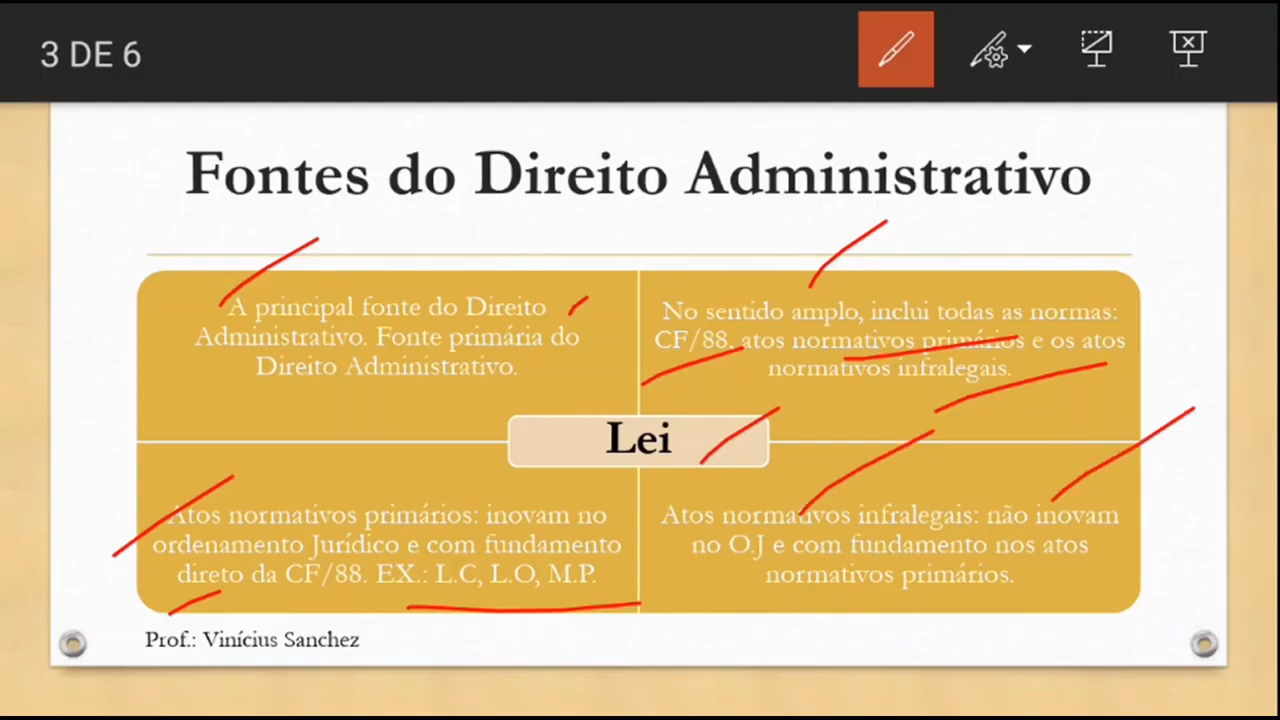 3 DE 6
Fontes do Direito Administrativo
A principal fonte do Direito
Administrativo. Fonte primária do
Direito Administrativo.
No sentido amplo, inclui todas as normas:
CF/88, atos normativos primários e os atos
normativos infralegais.
Lei
Atos normativos primários: inovam no
ordenamento Jurídico e com fundamento
direto da CF/88. EX.: L.C, L.O, M.P.
Atos normativos infralegais: não inovam
no O.J e com fundamento nos atos
normativos primários.
Prof.: Vinícius Sanchez